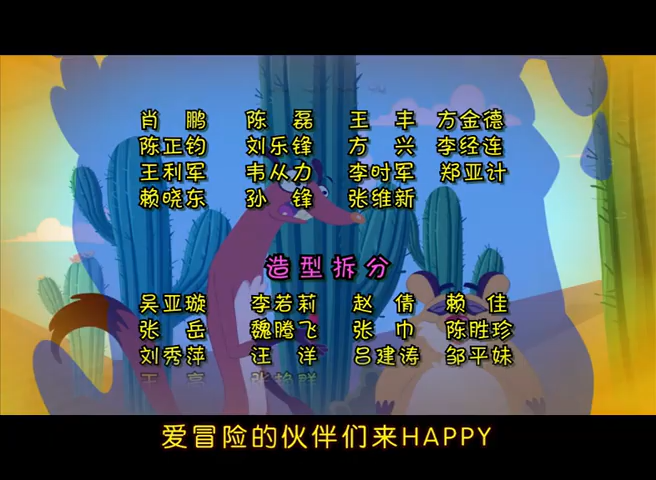 肖 鹏 陈 磊 王 丰 方金德
陈正钧 刘乐锋 方 兴 李经连
王利军 韦从力 李时军 郑亚计
赖晓东 孙 锋 张维新
造型拆分
吴亚璇 李若莉 赵 倩 赖 佳
张 岳 魏腾飞 张 巾 陈胜珍
刘秀萍 汪 洋 吕建涛 邹平妹
爱冒险的伙伴们来HAPPY